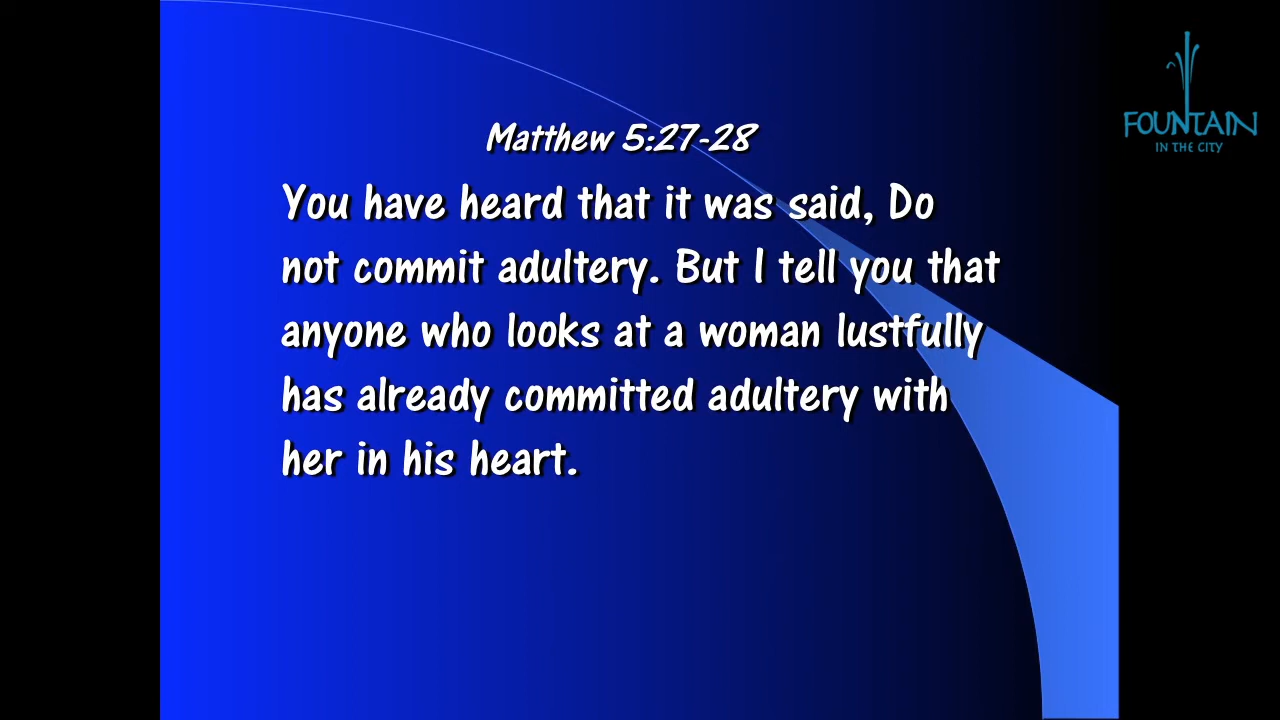 FOUNTAIN
IN THE CITY
Matthew 5:27-28
You have heard that it was said, Do
not commit adultery. But I tell you that
anyone who looks at a woman lustfully
has already committed adultery with
her in his heart.